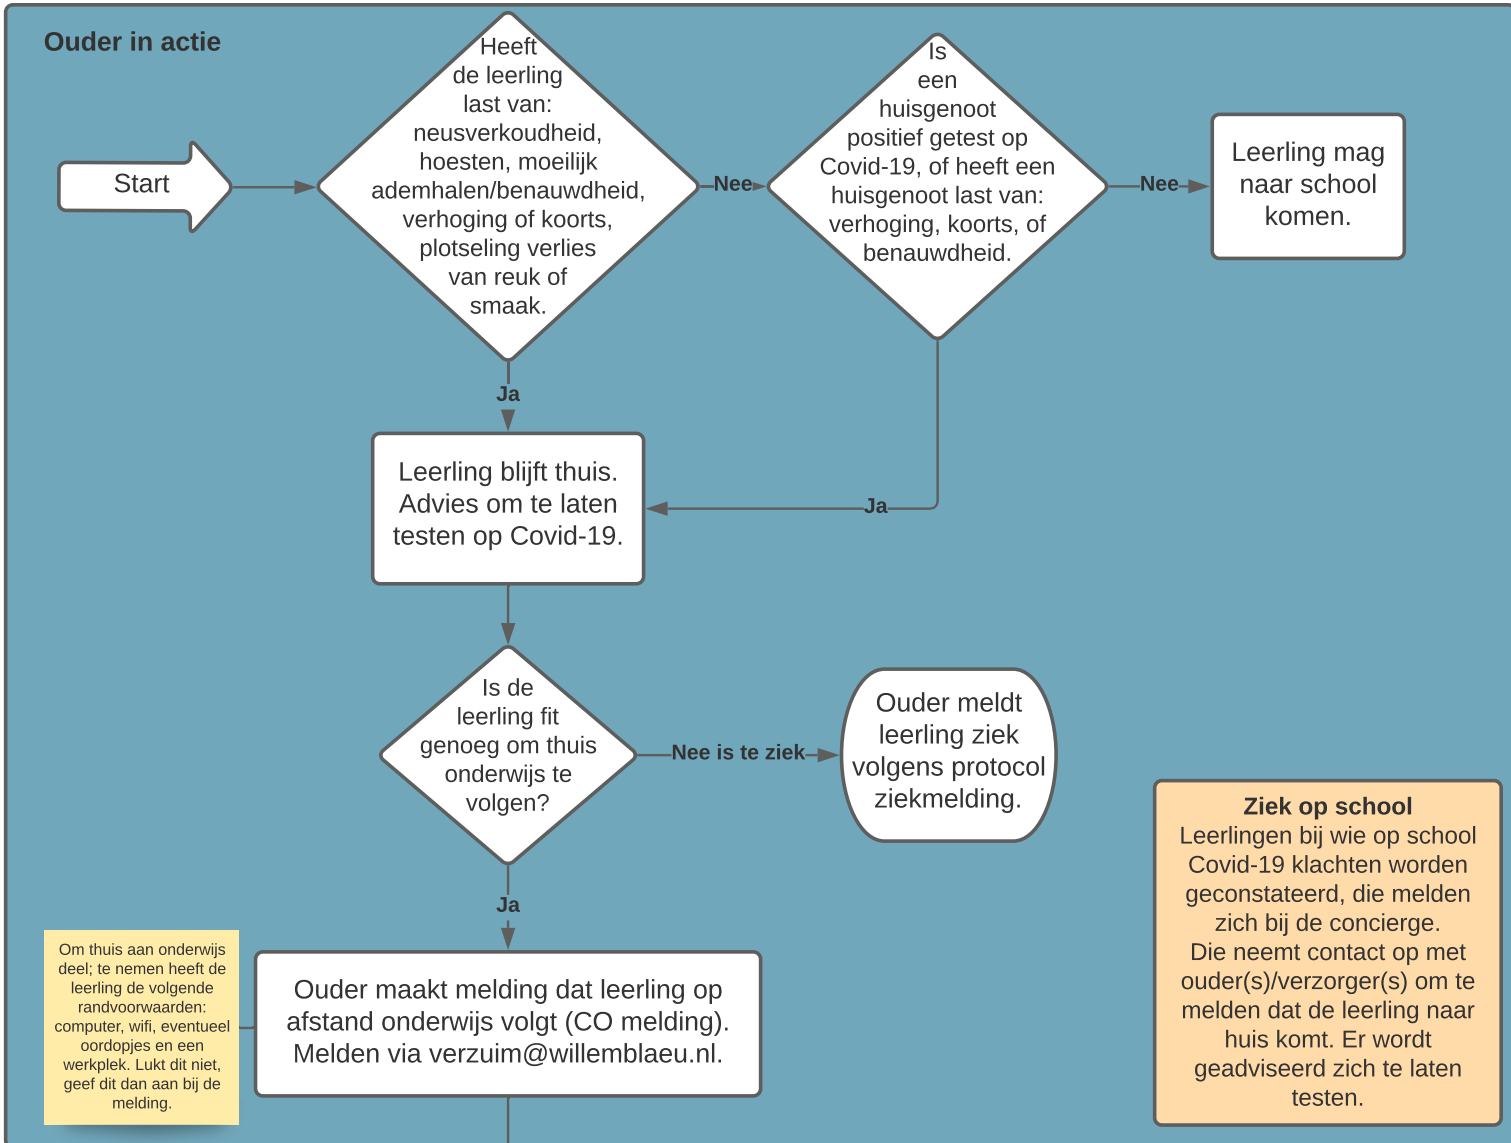 Ouder in actie
Start
Heeft
de leerling
last van:
neusverkoudheid,
hoesten, moeilijk
ademhalen/benauwdheid,
verhoging of koorts,
plotseling verlies
van reuk of
smaak.
Nee
Is
een
huisgenoot
positief getest op
Covid-19, of heeft een
huisgenoot last van:
verhoging, koorts, of
benauwdheid.
Nee
Leerling mag
naar school
komen.
Ja
Ja
Leerling blijft thuis.
Advies om te laten
testen op Covid-19.
Is de
leerling fit
genoeg om thuis
onderwijs te
volgen?
Nee is te ziek
Ouder meldt
leerling ziek
volgens protocol
ziekmelding.
Ja
Om thuis aan onderwijs
deel; te nemen heeft de
leerling de volgende
randvoorwaarden:
computer, wifi, eventueel
oordopjes en een
werkplek. Lukt dit niet,
geef dit dan aan bij de
melding.
Ouder maakt melding dat leerling op
afstand onderwijs volgt (CO melding).
Melden via verzuim@willemblaeu.nl.
Ziek op school
Leerlingen bij wie op school
Covid-19 klachten worden
geconstateerd, die melden
zich bij de concierge.
Die neemt contact op met
ouder(s)/verzorger(s) om te
melden dat de leerling naar
huis komt. Er wordt
geadviseerd zich te laten
testen.